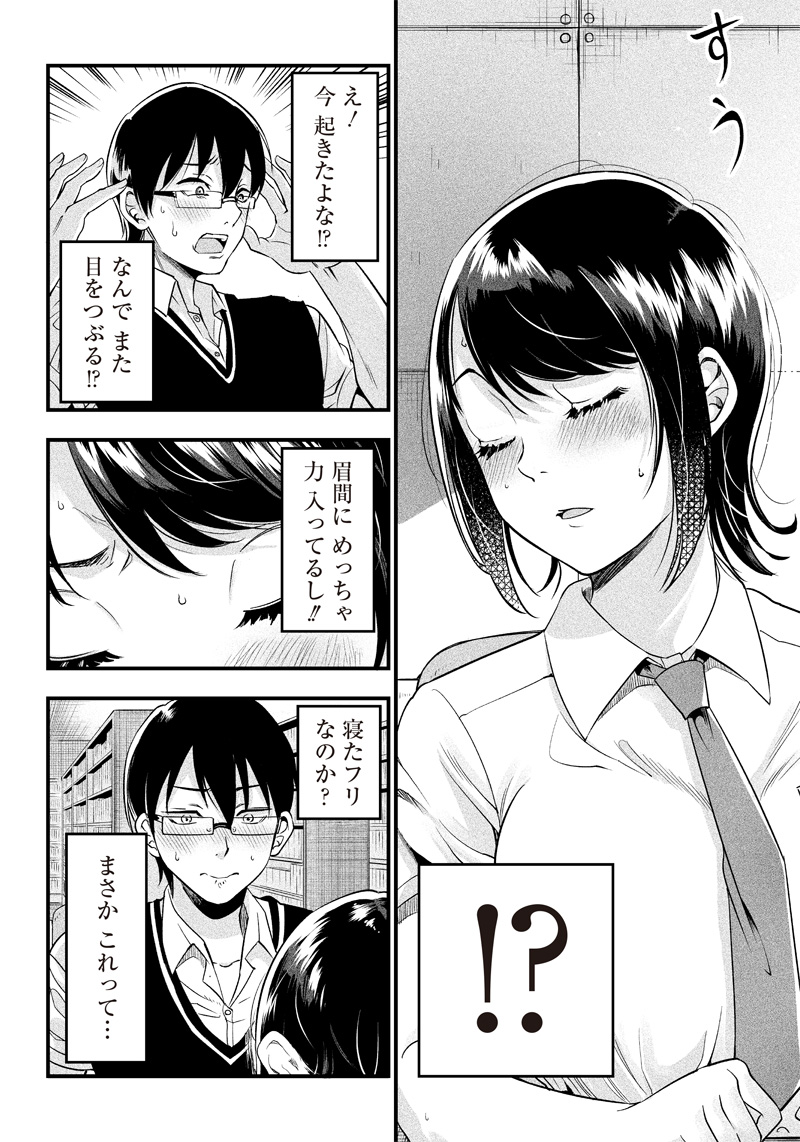 すぅ
!?
え!
今 起きたよな!?
なんで また
目をつぶる!?
眉間に めっちゃ
力 入ってるし!!
寝たフリ
なのか?
まさか これって…